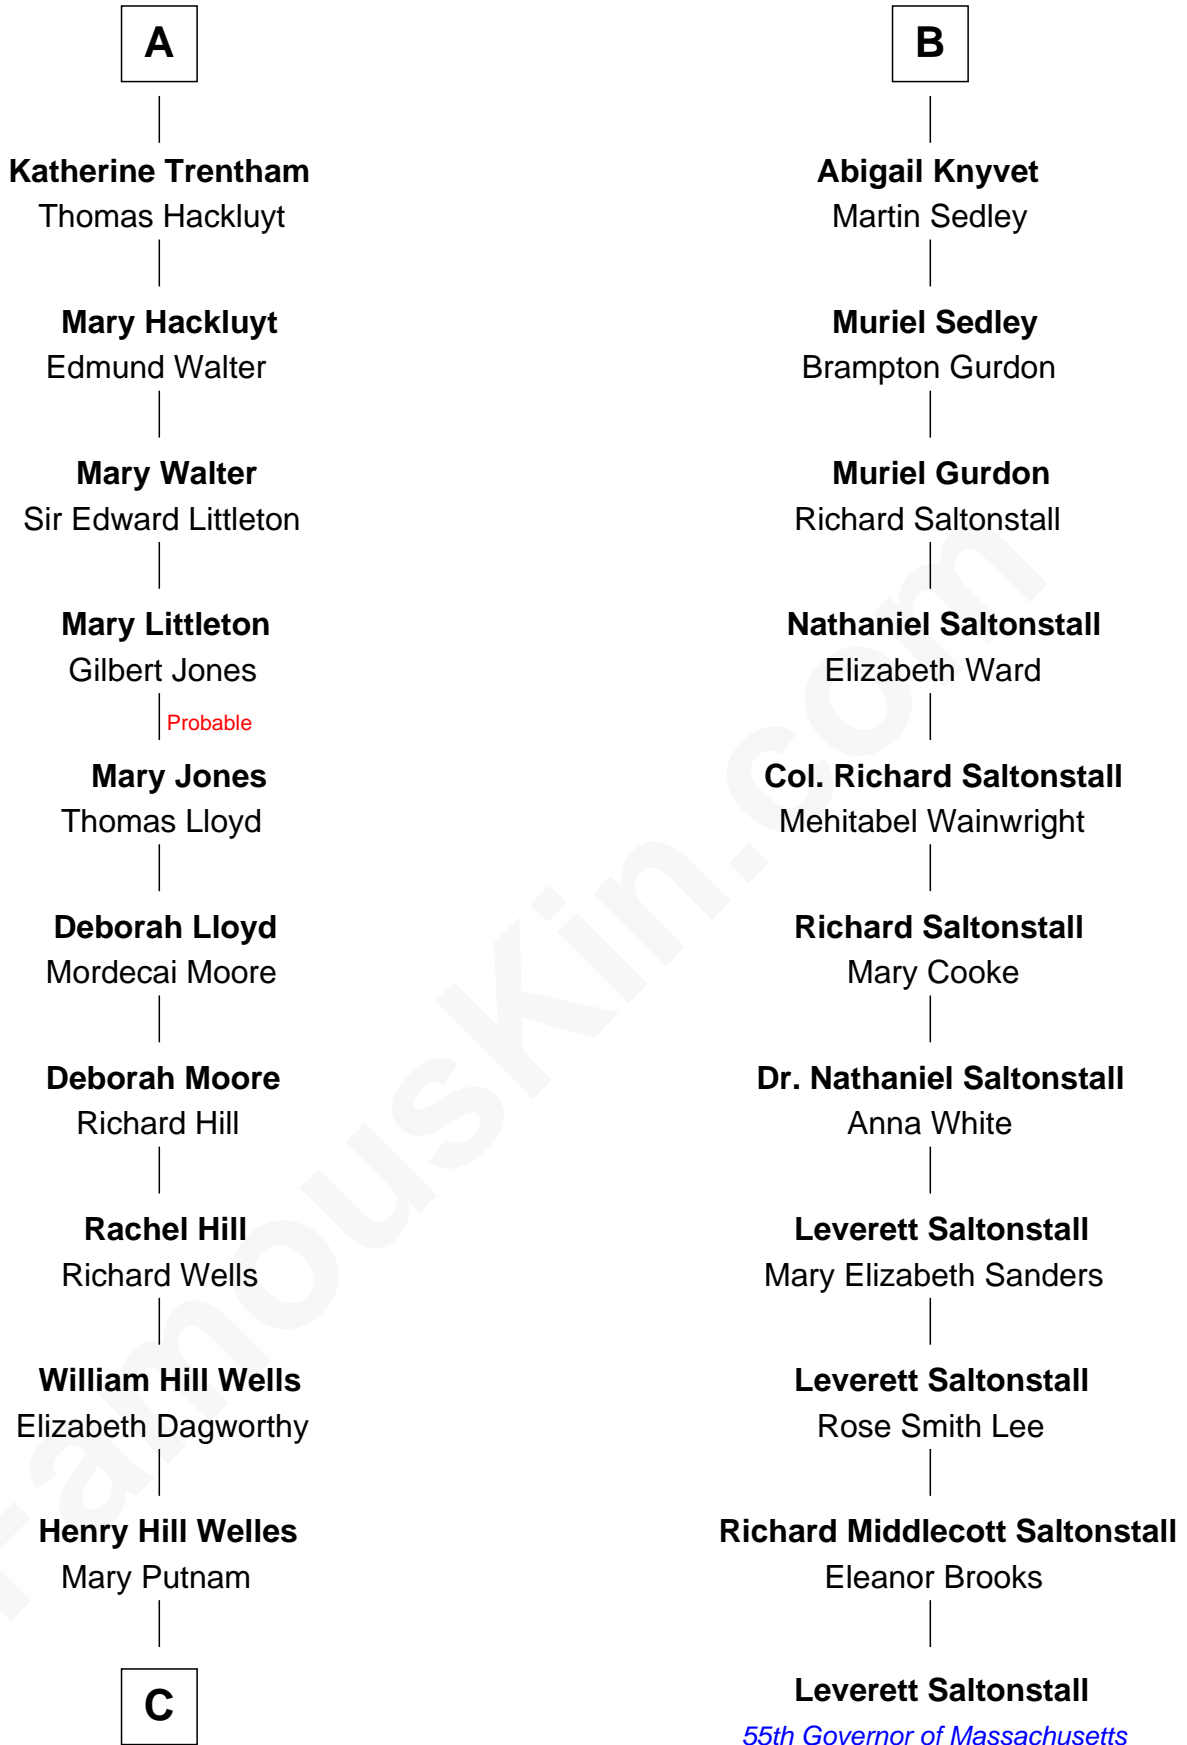 A
Katherine Trentham
Thomas Hackluyt
Mary Hackluyt
Edmund Walter
Mary Walter
Sir Edward Littleton
Mary Littleton
Gilbert Jones
Probable
Mary Jones
Thomas Lloyd
Deborah Lloyd
Mordecai Moore
Deborah Moore
Richard Hill
Rachel Hill
Richard Wells
William Hill Wells
Elizabeth Dagworthy
Henry Hill Welles
Mary Putnam
C
B
Abigail Knyvet
Martin Sedley
Muriel Sedley
Brampton Gurdon
Muriel Gurdon
Richard Saltonstall
Nathaniel Saltonstall
Elizabeth Ward
Col. Richard Saltonstall
Mehitabel Wainwright
Richard Saltonstall
Mary Cooke
Dr. Nathaniel Saltonstall
Anna White
Leverett Saltonstall
Mary Elizabeth Sanders
Leverett Saltonstall
Rose Smith Lee
Richard Middlecott Saltonstall
Eleanor Brooks
Leverett Saltonstall
55th Governor of Massachusetts
FamousKin.com